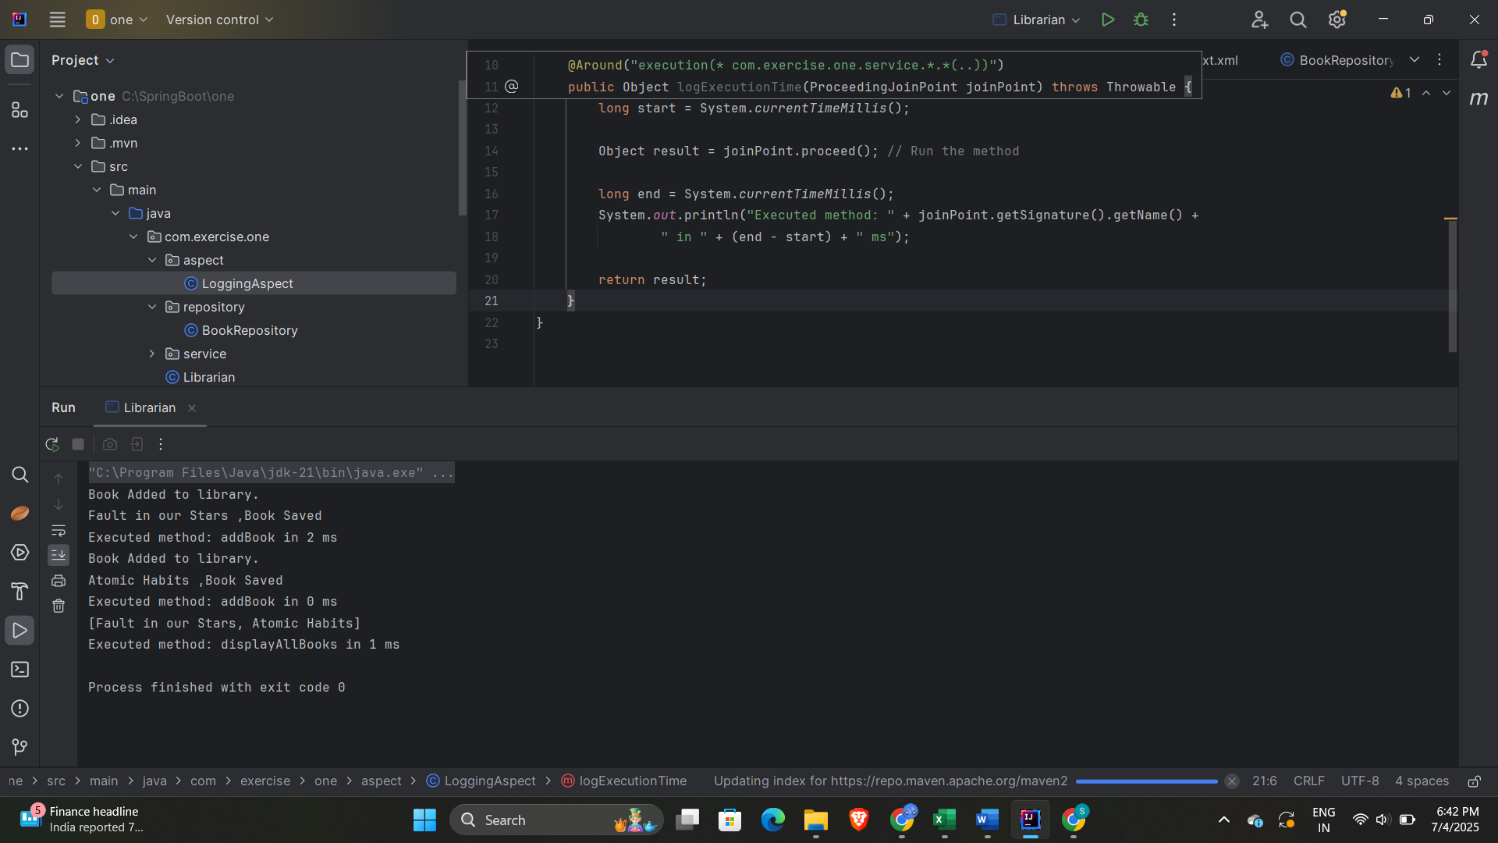 O one Version control Librarian
Project
one C:\SpringBoot\one
.idea
.mvn
src
main
java
com.exercise.one
aspect
LoggingAspect
repository
BookRepository
service
Librarian
xt.xml BookRepository
1
10 @Around("execution(* com.exercise.one.service.*.*(..))")
11 public Object logExecutionTime(ProceedingJoinPoint joinPoint) throws Throwable {
12 long start = System.currentTimeMillis();
13
14 Object result = joinPoint.proceed(); // Run the method
15
16 long end = System.currentTimeMillis();
17 System.out.println("Executed method: " + joinPoint.getSignature().getName() +
18 " in " + (end - start) + " ms");
19
20 return result;
21 }
22 }
23
Run Librarian
"C:\Program Files\Java\jdk-21\bin\java.exe" ...
Book Added to library.
Fault in our Stars ,Book Saved
Executed method: addBook in 2 ms
Book Added to library.
Atomic Habits ,Book Saved
Executed method: addBook in 0 ms
[Fault in our Stars, Atomic Habits]
Executed method: displayAllBooks in 1 ms
Process finished with exit code 0
ne > src > main > java > com > exercise > one > aspect > LoggingAspect > logExecutionTime Updating index for https://repo.maven.apache.org/maven2 21:6 CRLF UTF-8 4 spaces
5 Finance headline
India reported 7...
Search
ENG
IN
6:42 PM
7/4/2025